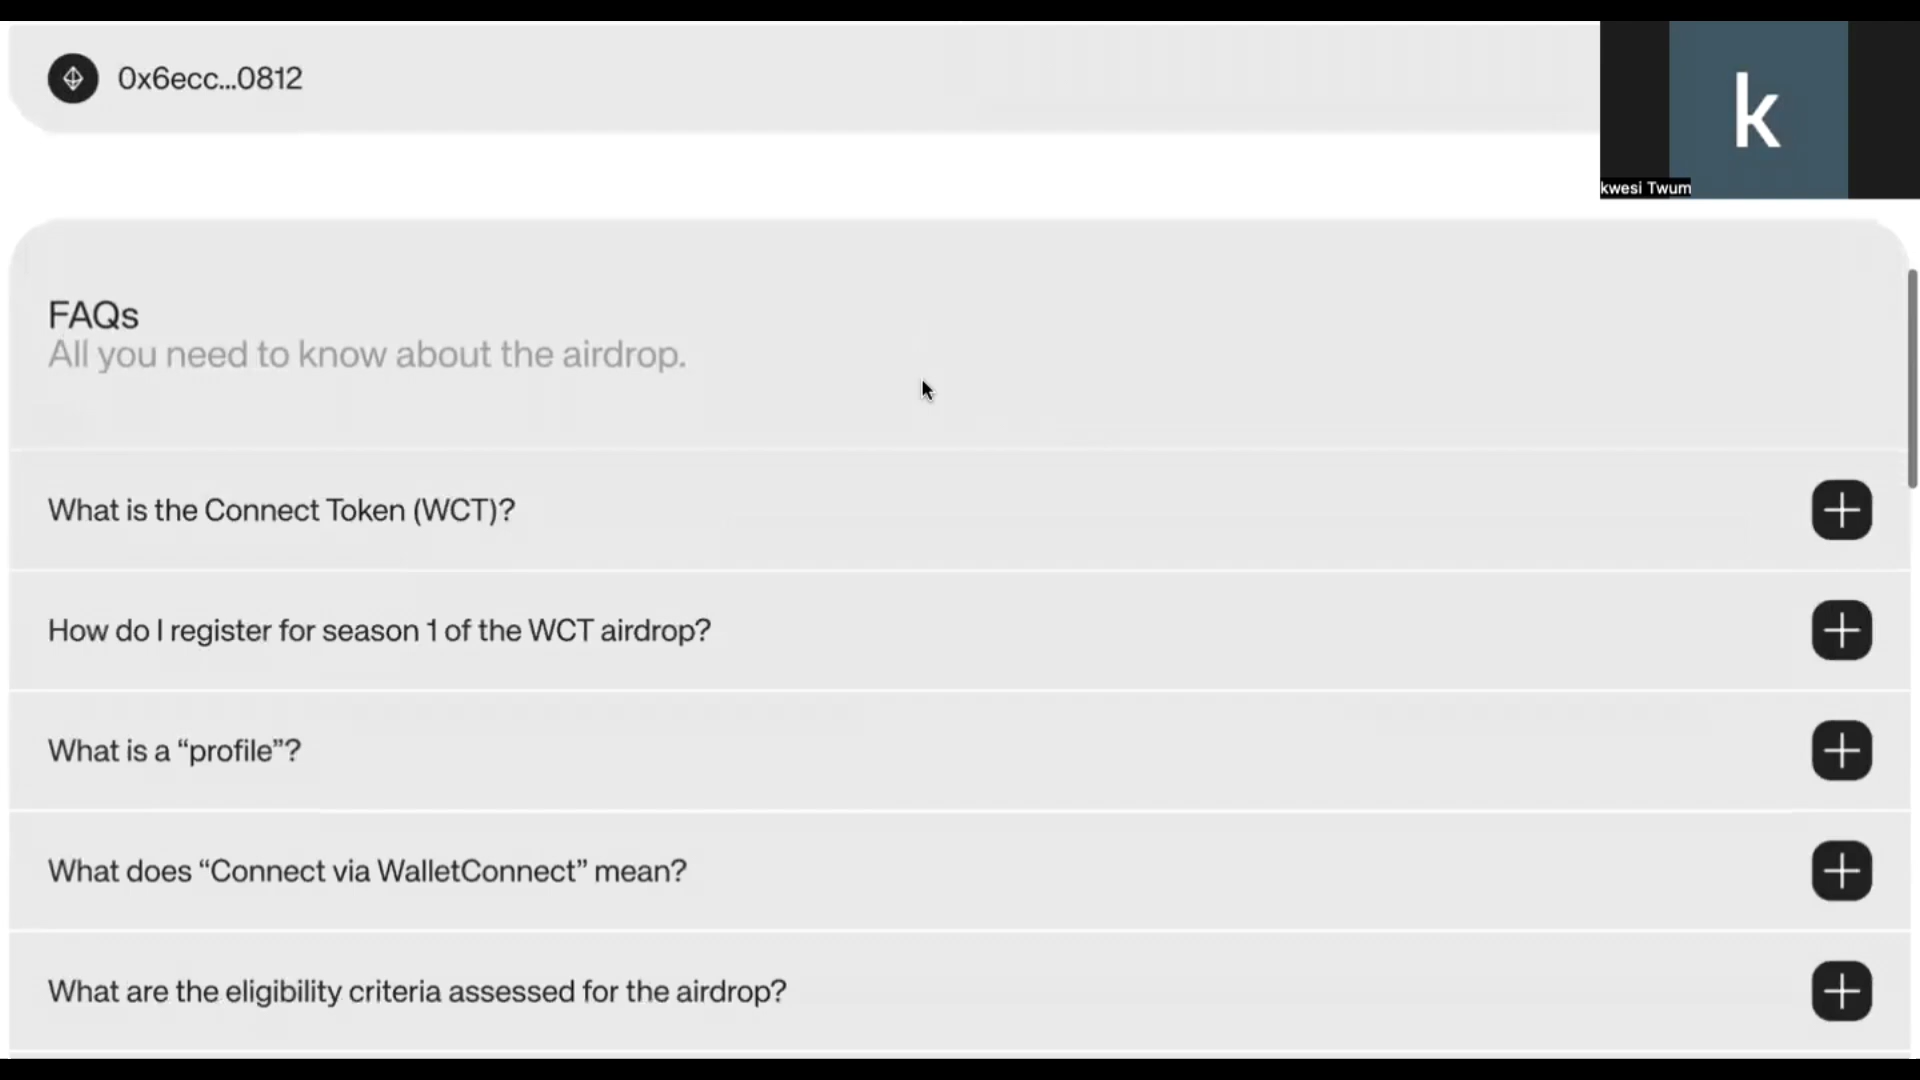 0x6ecc...0812
k
kwesi Twum
FAQs
All you need to know about the airdrop.
What is the Connect Token (WCT)?
How do I register for season 1 of the WCT airdrop?
What is a “profile”?
What does “Connect via WalletConnect” mean?
What are the eligibility criteria assessed for the airdrop?